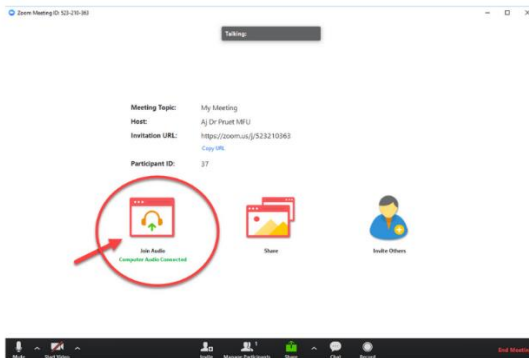 Zoom Meeting ID: 523-210-363
Talking:
Meeting Topic: My Meeting
Host: Aj Dr Pruet MFU
Invitation URL: https://zoom.us/j/523210363
Copy URL
Participant ID: 37
Join Audio
Computer Audio Connected
Share
Invite Others
Mute
Start Video
Invite
1
Manage Participants
Share
Chat
Record
End Meeting